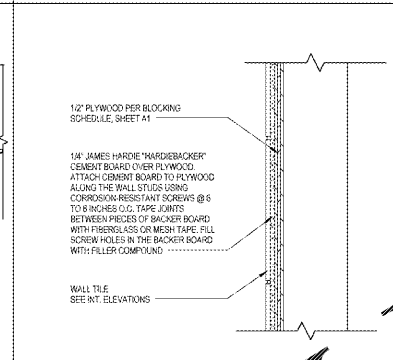 1/2" PLYWOOD PER BLOCKING
SCHEDULE, SHEET A1
1/4" JAMES HARDIE "HARDIEBACKER"
CEMENT BOARD OVER PLYWOOD.
ATTACH CEMENT BOARD TO PLYWOOD
ALONG THE WALL STUDS USING
CORROSION-RESISTANT SCREWS @ 6
TO 8 INCHES O.C. TAPE JOINTS
BETWEEN PIECES OF BACKER BOARD
WITH FIBERGLASS OR MESH TAPE. FILL
SCREW HOLES IN THE BACKER BOARD
WITH FILLER COMPOUND
WALL TILE
SEE INT. ELEVATIONS